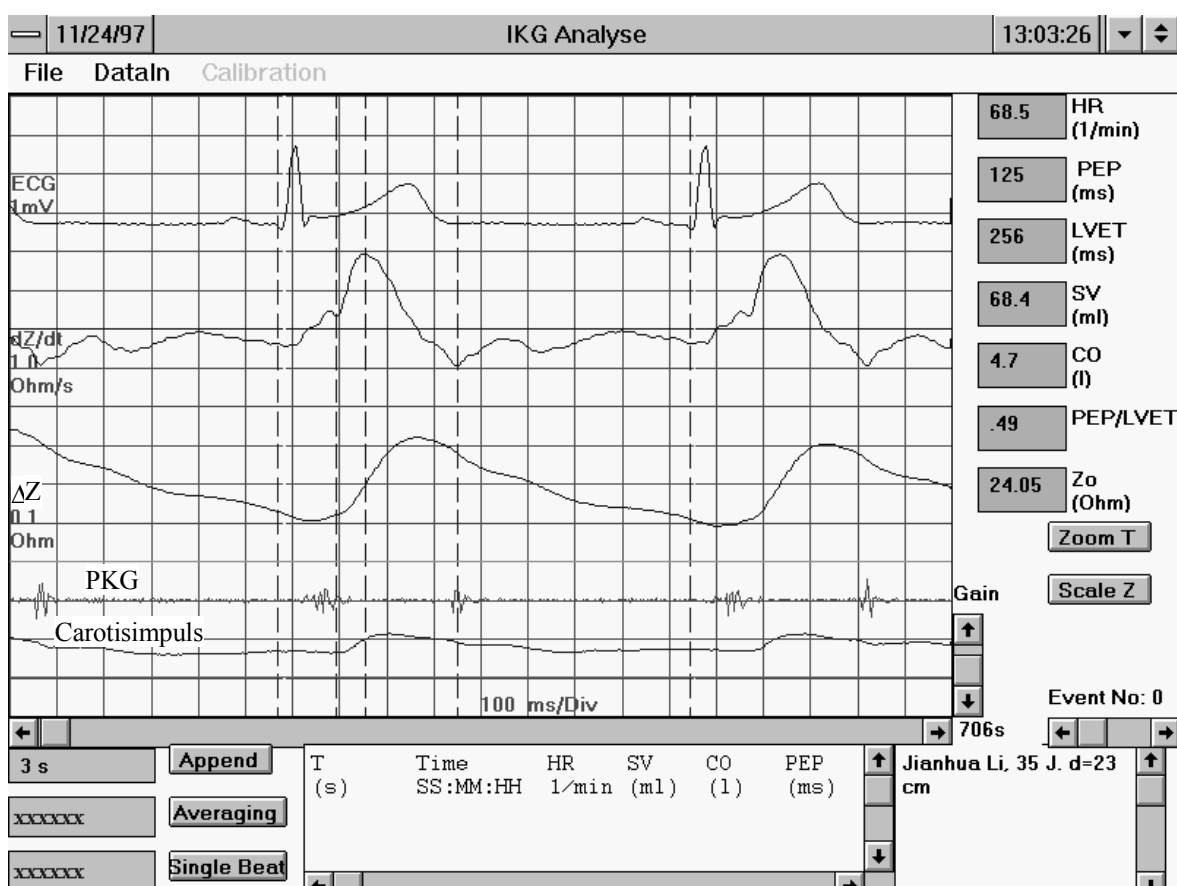 11/24/97 IKG Analyse 13:03:26
File DataIn Calibration
68.5 HR
(1/min)
125 PEP
(ms)
256 LVET
(ms)
68.4 SV
(ml)
4.7 CO
(l)
.49 PEP/LVET
24.05 Zo
(Ohm)
Zoom T
Scale Z
ECG
1mV
dZ/dt
1.0
Ohm/s
ΔZ
0.1
Ohm
PKG
Carotisimpuls
100 ms/Div
Gain
Event No: 0
706s
3 s
xxxxxx
xxxxxx
Append
Averaging
Single Beat
T Time HR SV CO PEP
(s) SS:MM:HH 1/min (ml) (l) (ms)
Jianhua Li, 35 J. d=23
cm